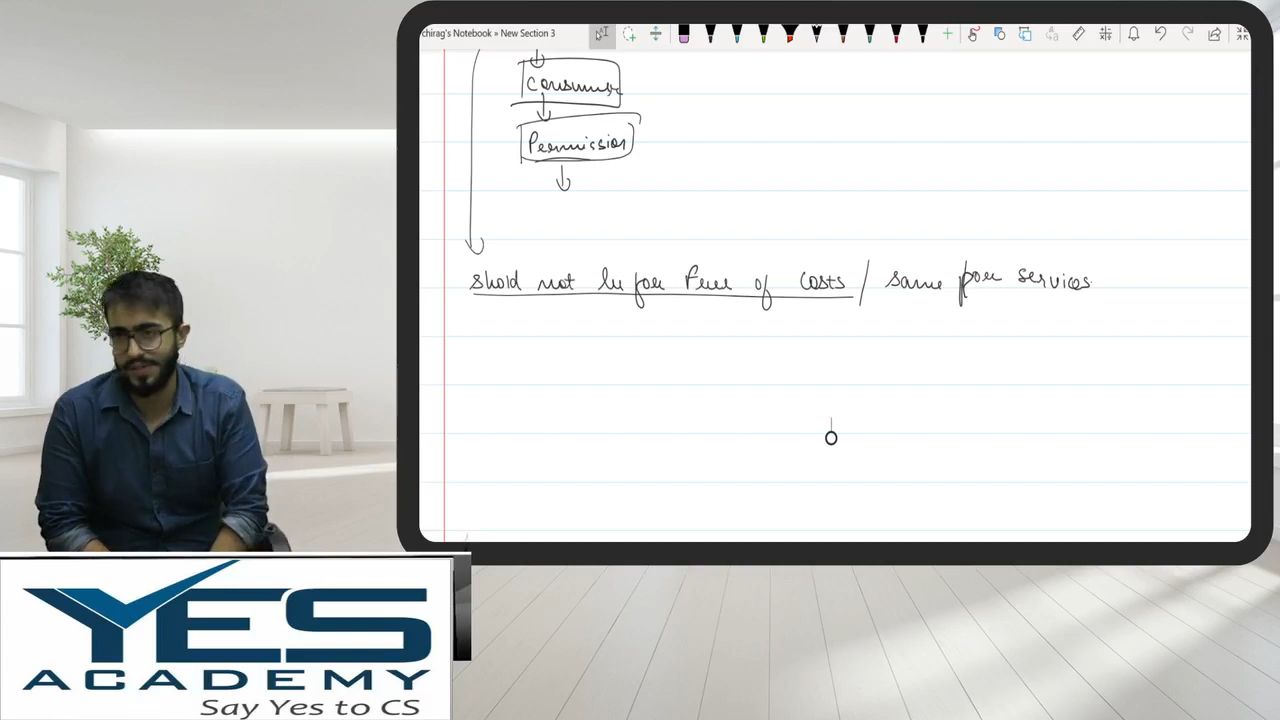 chirag's Notebook » New Section 3
Consumer
Permission
shold not be for Free of costs / same for services
YES
ACADEMY
Say Yes to CS